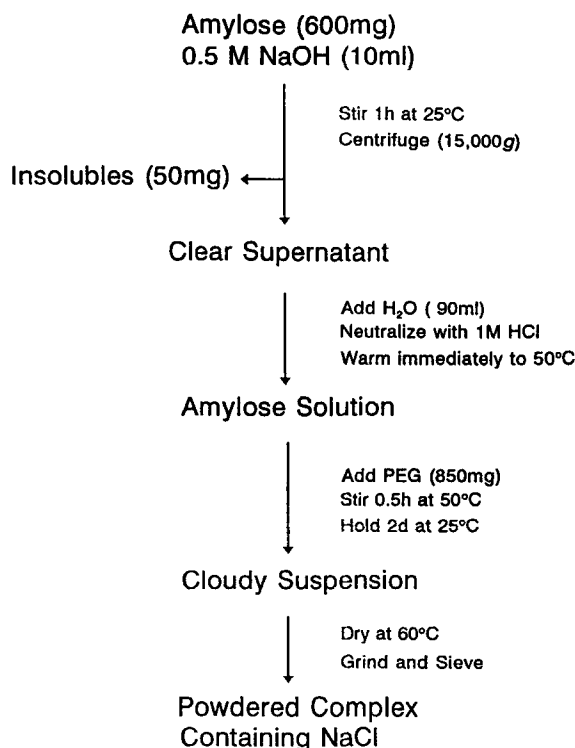 Amylose (600mg)
0.5 M NaOH (10ml)
Stir 1h at 25°C
Centrifuge (15,000g)
Insolubles (50mg)
Clear Supernatant
Add H₂O ( 90ml)
Neutralize with 1M HCl
Warm immediately to 50°C
Amylose Solution
Add PEG (850mg)
Stir 0.5h at 50°C
Hold 2d at 25°C
Cloudy Suspension
Dry at 60°C
Grind and Sieve
Powdered Complex
Containing NaCl